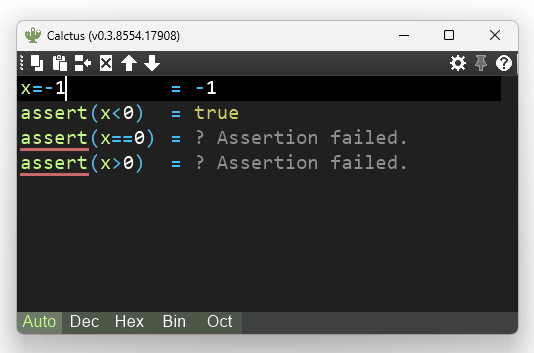 Calctus (v0.3.8554.17908)
x=-1 = -1
assert(x<0) = true
assert(x==0) = ? Assertion failed.
assert(x>0) = ? Assertion failed.
Auto Dec Hex Bin Oct